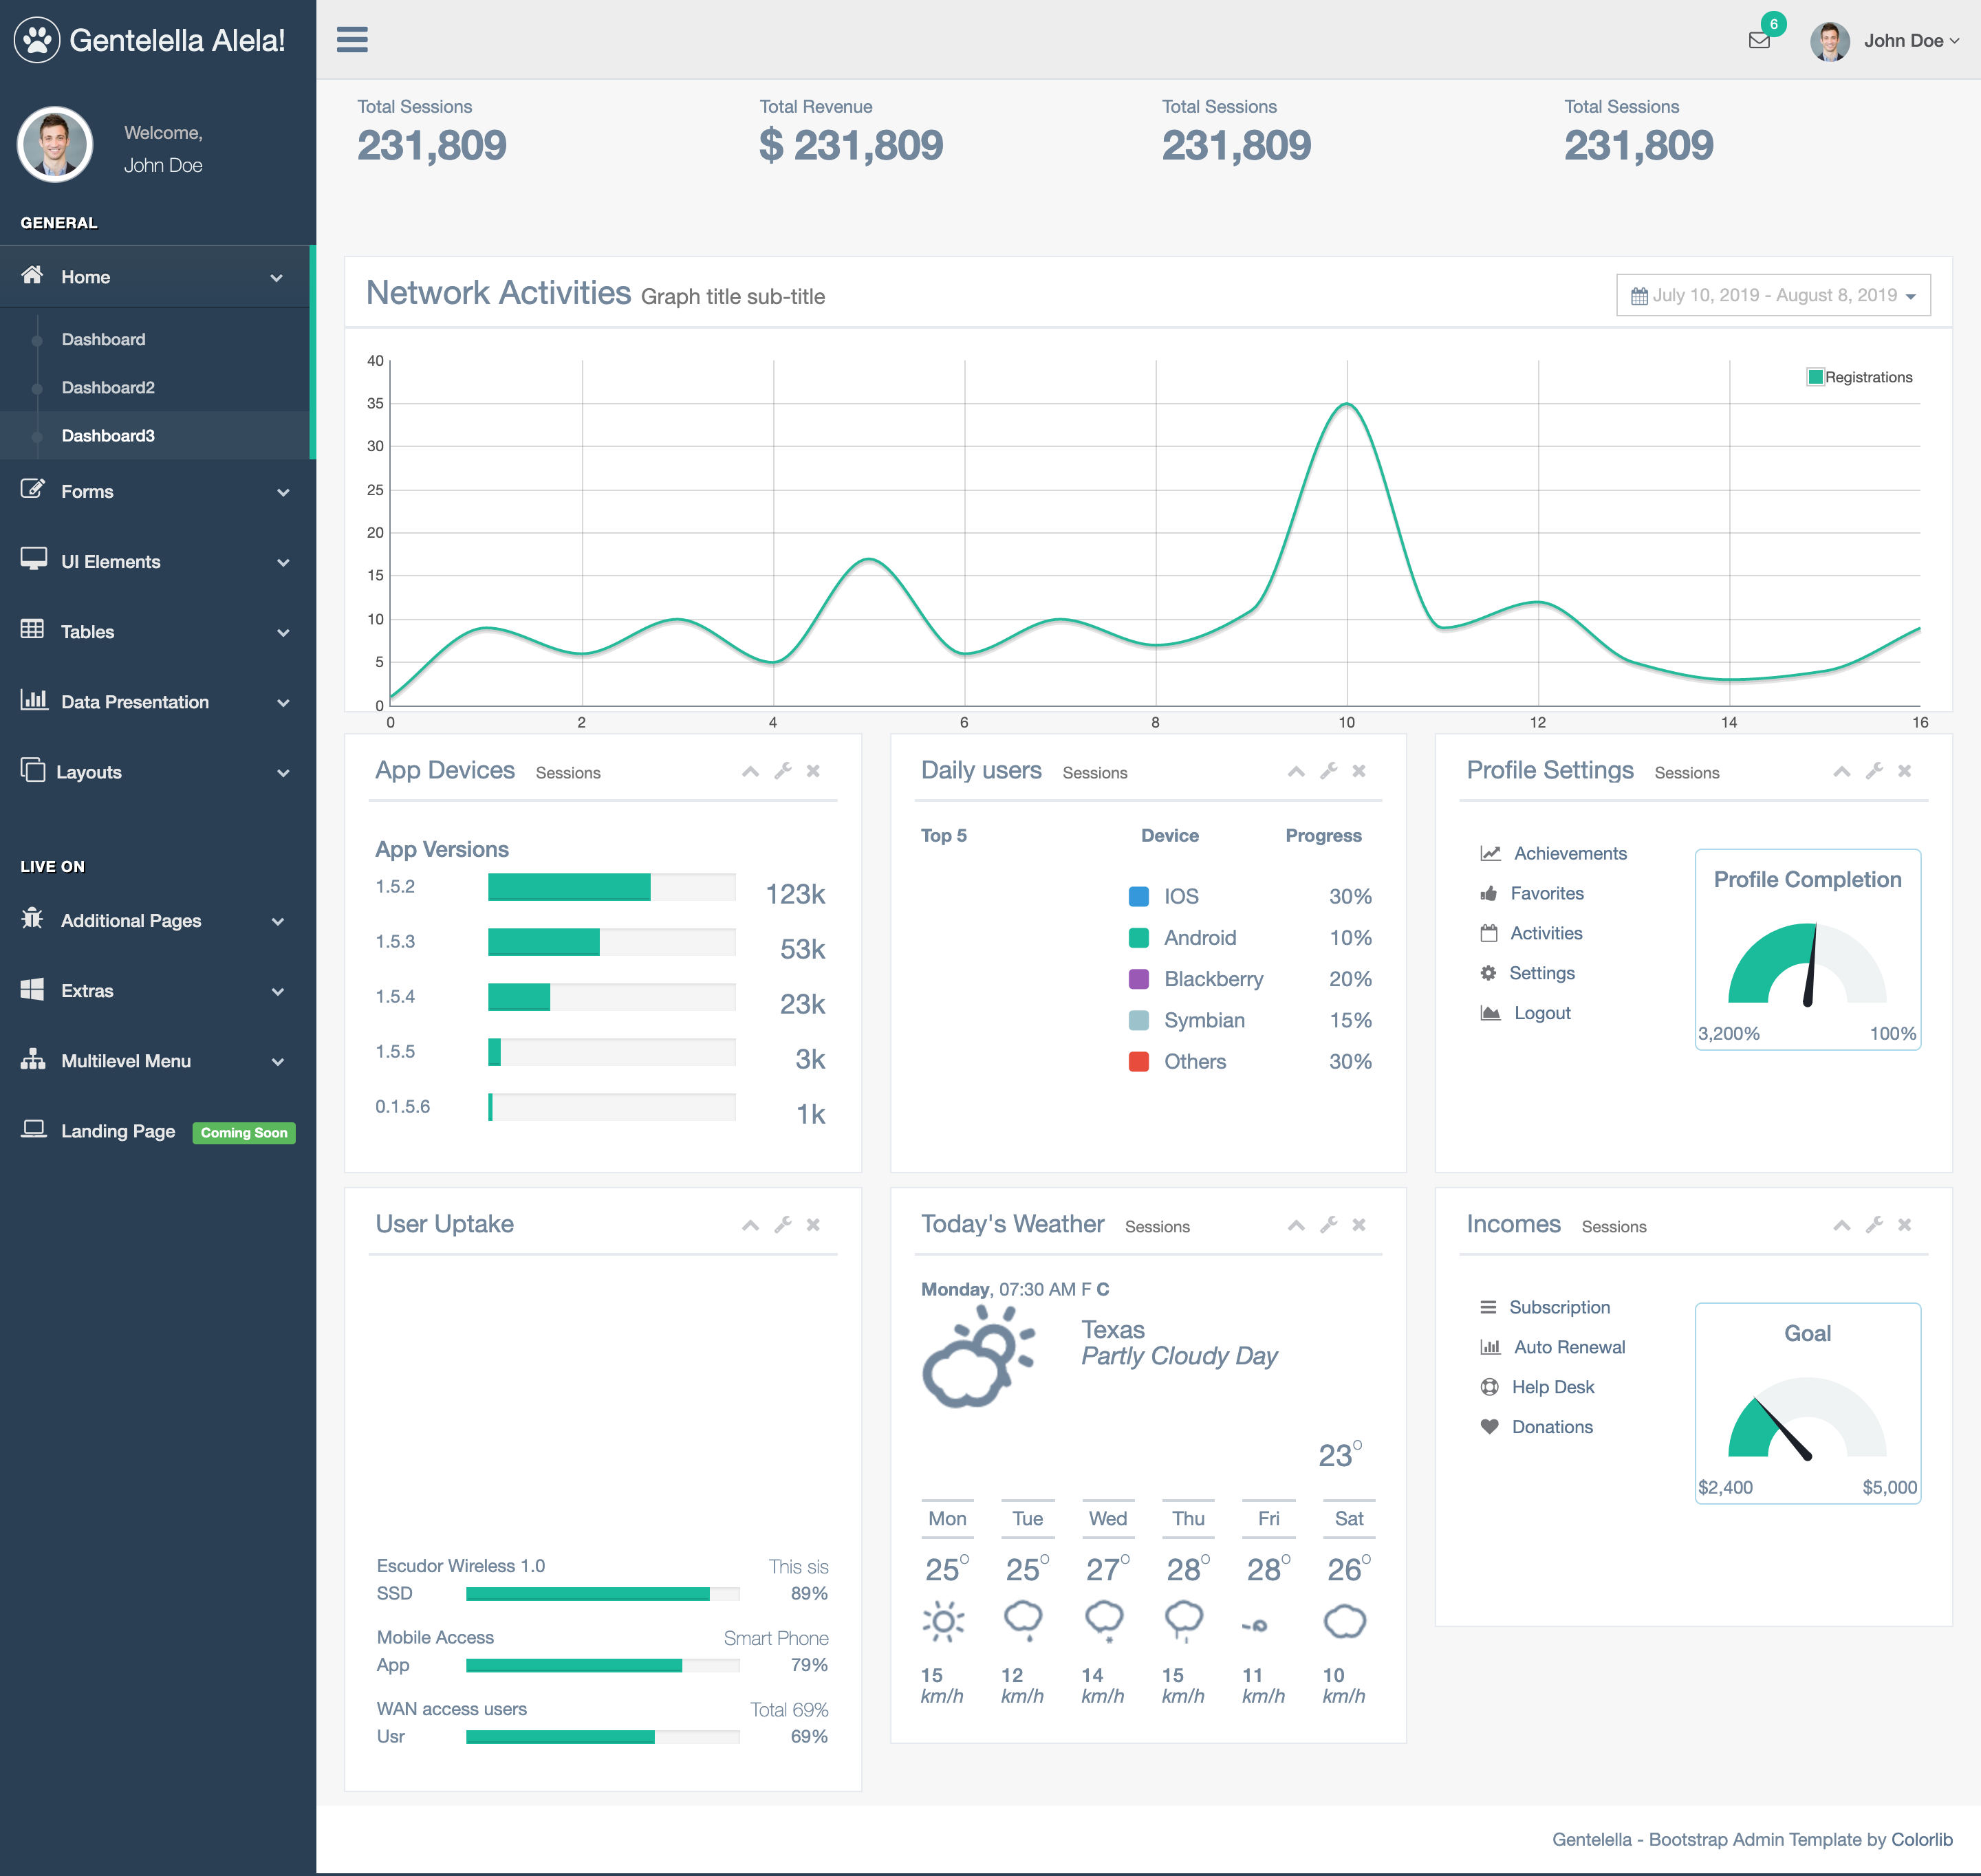 Gentelella Alela!
6
John Doe
Welcome,
John Doe
GENERAL
Home
Dashboard
Dashboard2
Dashboard3
Forms
UI Elements
Tables
Data Presentation
Layouts
LIVE ON
Additional Pages
Extras
Multilevel Menu
Landing Page Coming Soon
Total Sessions
231,809
Total Revenue
$ 231,809
Total Sessions
231,809
Total Sessions
231,809
Network Activities Graph title sub-title
July 10, 2019 - August 8, 2019
Registrations
40
35
30
25
20
15
10
5
0
0 2 4 6 8 10 12 14 16
App Devices Sessions
App Versions
1.5.2 123k
1.5.3 53k
1.5.4 23k
1.5.5 3k
0.1.5.6 1k
Daily users Sessions
Top 5 Device Progress
IOS 30%
Android 10%
Blackberry 20%
Symbian 15%
Others 30%
Profile Settings Sessions
Achievements
Favorites
Activities
Settings
Logout
Profile Completion
3,200% 100%
User Uptake
Escudor Wireless 1.0 This sis
SSD 89%
Mobile Access Smart Phone
App 79%
WAN access users Total 69%
Usr 69%
Today's Weather Sessions
Monday, 07:30 AM F C
Texas
Partly Cloudy Day
23o
Mon Tue Wed Thu Fri Sat
25o 25o 27o 28o 28o 26o
15 12 14 15 11 10
km/h km/h km/h km/h km/h km/h
Incomes Sessions
Subscription
Auto Renewal
Help Desk
Donations
Goal
$2,400 $5,000
Gentelella - Bootstrap Admin Template by Colorlib